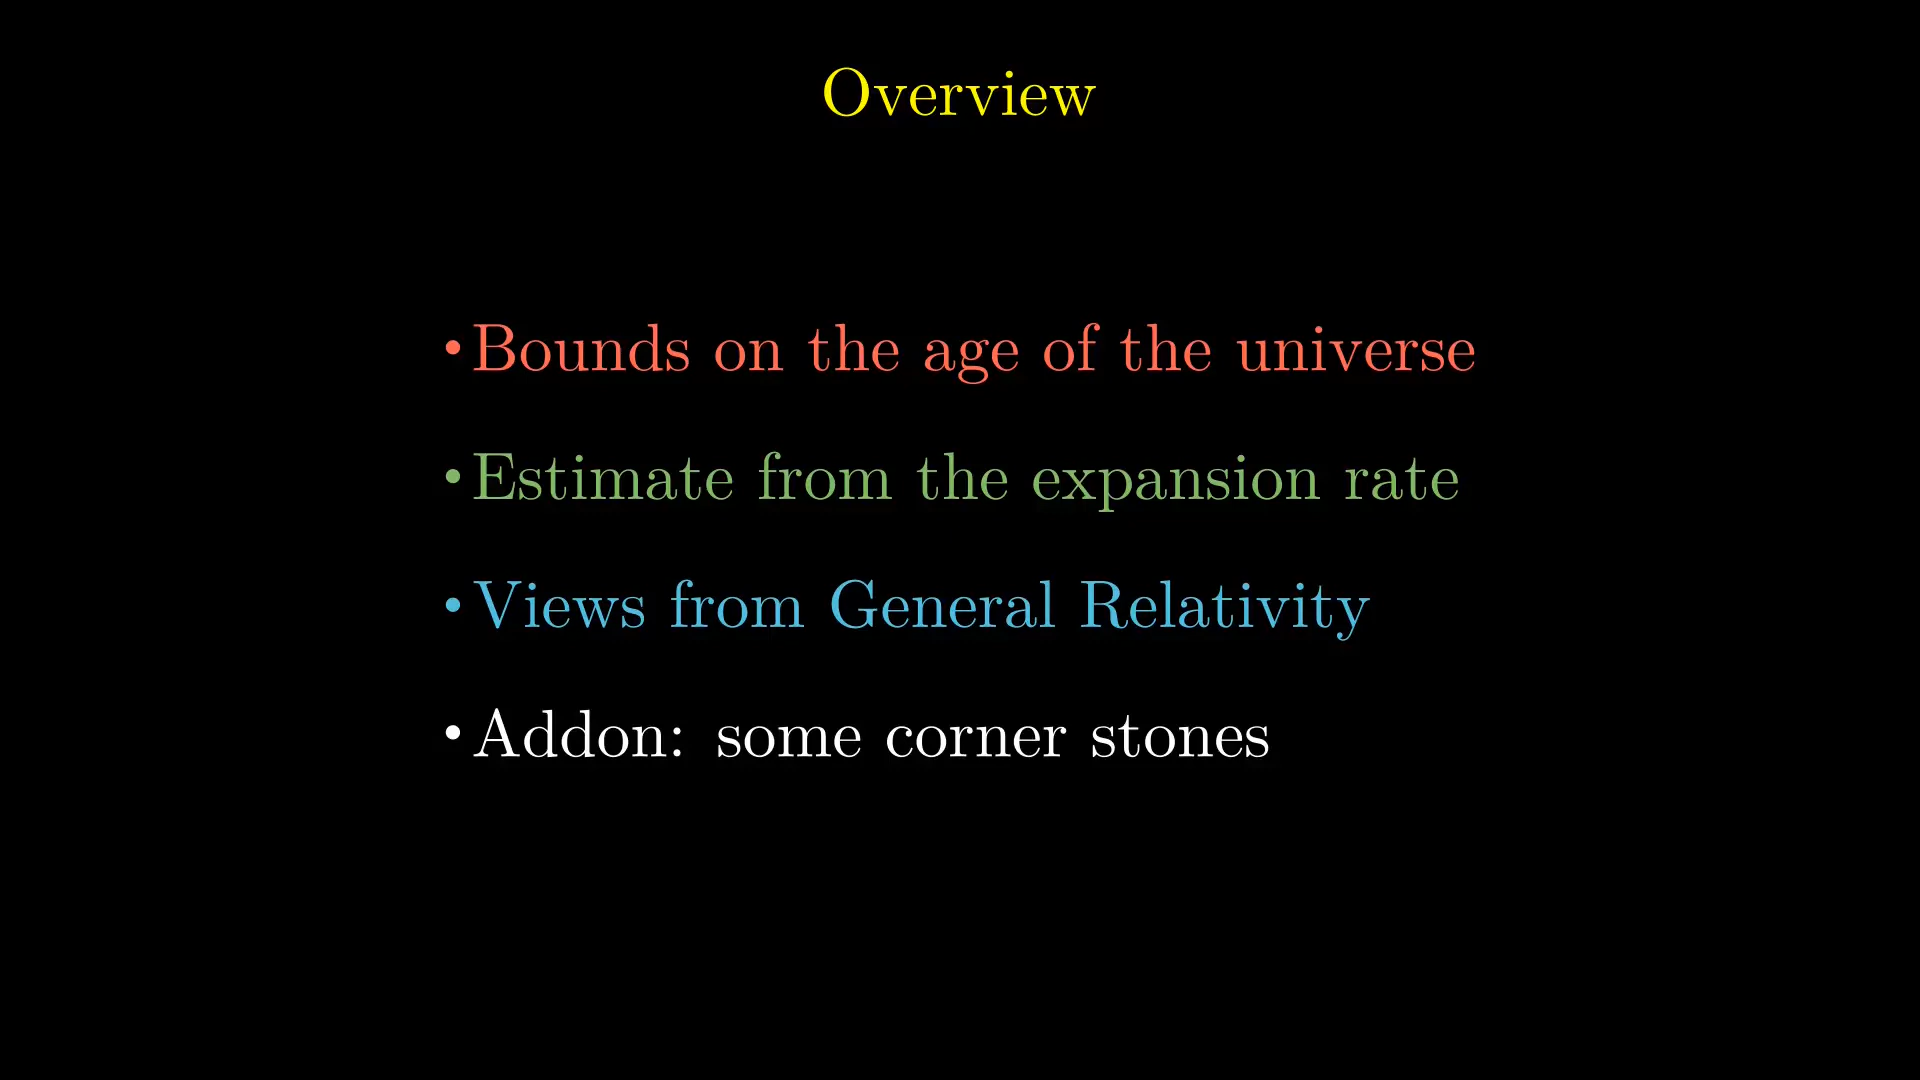 Overview
•Bounds on the age of the universe
•Estimate from the expansion rate
•Views from General Relativity
•Addon: some corner stones